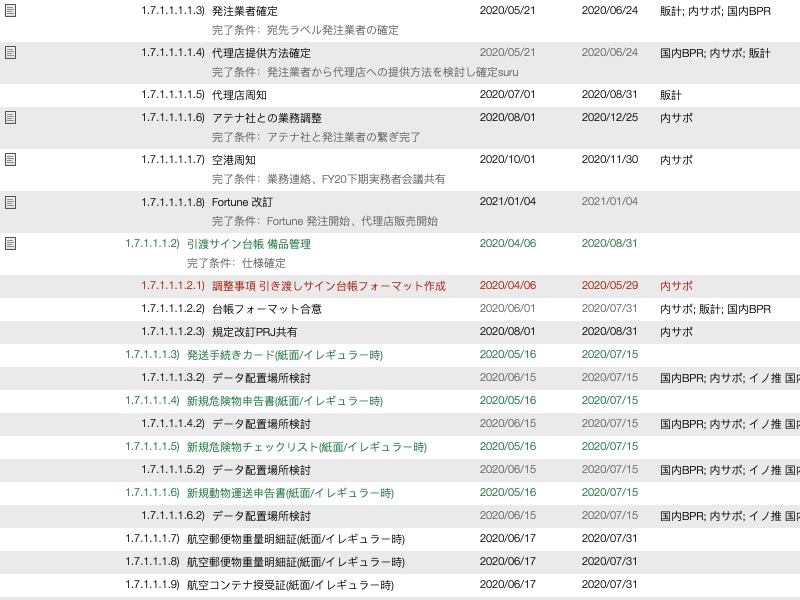 1.7.1.1.1.1.3) 発注業者確定 2020/05/21 2020/06/24 販計; 内サポ; 国内BPR
完了条件：宛先ラベル発注業者の確定
1.7.1.1.1.1.4) 代理店提供方法確定 2020/05/21 2020/06/24 国内BPR; 内サポ; 販計
完了条件：発注業者から代理店への提供方法を検討し確定suru
1.7.1.1.1.1.5) 代理店周知 2020/07/01 2020/08/31 販計
1.7.1.1.1.1.6) アテナ社との業務調整 2020/08/01 2020/12/25 内サポ
完了条件：アテナ社と発注業者の繋ぎ完了
1.7.1.1.1.1.7) 空港周知 2020/10/01 2020/11/30 内サポ
完了条件：業務連絡、FY20下期実務者会議共有
1.7.1.1.1.1.8) Fortune 改訂 2021/01/04 2021/01/04
完了条件：Fortune 発注開始、代理店販売開始
1.7.1.1.1.2) 引渡サイン台帳 備品管理 2020/04/06 2020/08/31
完了条件：仕様確定
1.7.1.1.1.2.1) 調整事項 引き渡しサイン台帳フォーマット作成 2020/04/06 2020/05/29 内サポ
1.7.1.1.1.2.2) 台帳フォーマット合意 2020/06/01 2020/07/31 内サポ; 販計; 国内BPR
1.7.1.1.1.2.3) 規定改訂PRJ共有 2020/08/01 2020/08/31 内サポ
1.7.1.1.1.3) 発送手続きカード(紙面/イレギュラー時) 2020/05/16 2020/07/15
1.7.1.1.1.3.2) データ配置場所検討 2020/06/15 2020/07/15 国内BPR; 内サポ; イノ推 国内
1.7.1.1.1.4) 新規危険物申告書(紙面/イレギュラー時) 2020/05/16 2020/07/15
1.7.1.1.1.4.2) データ配置場所検討 2020/06/15 2020/07/15 国内BPR; 内サポ; イノ推 国内
1.7.1.1.1.5) 新規危険物チェックリスト(紙面/イレギュラー時) 2020/05/16 2020/07/15
1.7.1.1.1.5.2) データ配置場所検討 2020/06/15 2020/07/15 国内BPR; 内サポ; イノ推 国内
1.7.1.1.1.6) 新規動物運送申告書(紙面/イレギュラー時) 2020/05/16 2020/07/15
1.7.1.1.1.6.2) データ配置場所検討 2020/06/15 2020/07/15 国内BPR; 内サポ; イノ推 国内
1.7.1.1.1.7) 航空郵便物重量明細証(紙面/イレギュラー時) 2020/06/17 2020/07/31
1.7.1.1.1.8) 航空郵便物重量明細証(紙面/イレギュラー時) 2020/06/17 2020/07/31
1.7.1.1.1.9) 航空コンテナ授受証(紙面/イレギュラー時) 2020/06/17 2020/07/31